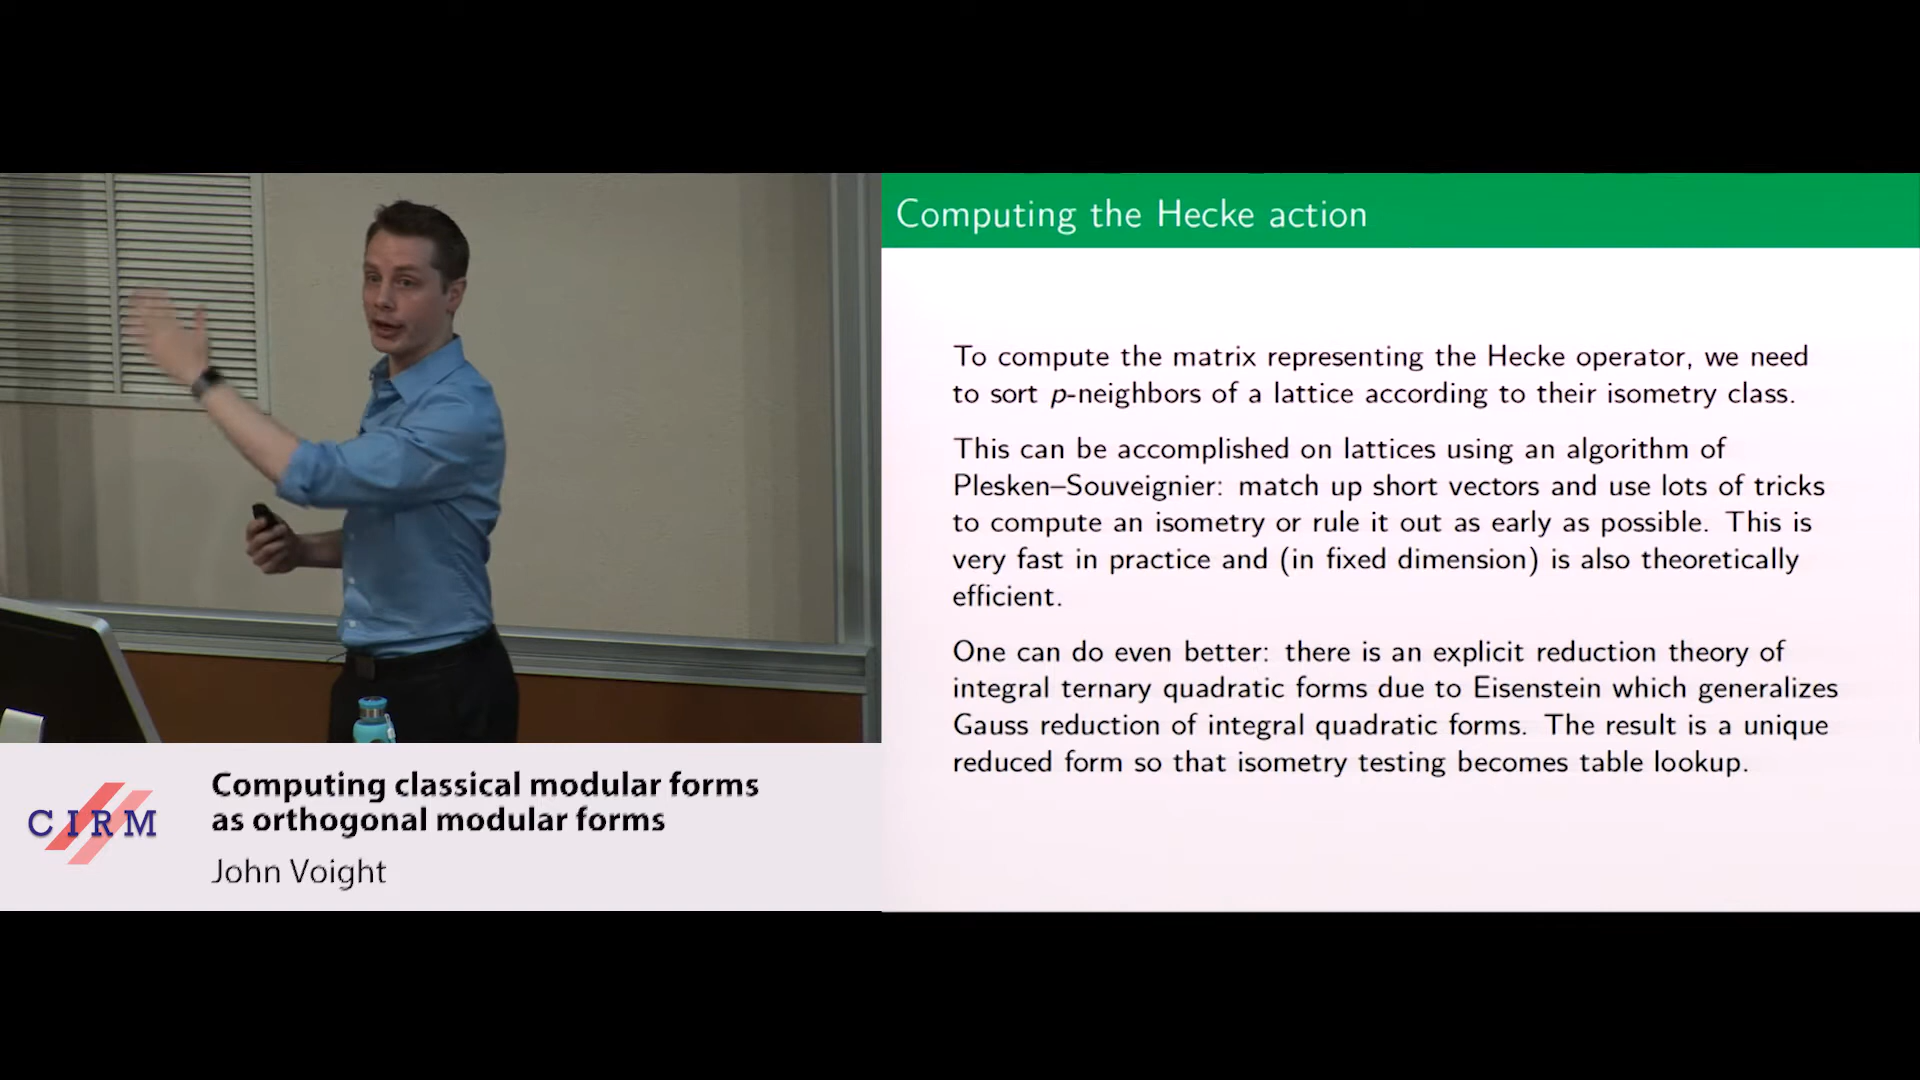 Computing the Hecke action
To compute the matrix representing the Hecke operator, we need
to sort p-neighbors of a lattice according to their isometry class.
This can be accomplished on lattices using an algorithm of
Plesken–Souveignier: match up short vectors and use lots of tricks
to compute an isometry or rule it out as early as possible. This is
very fast in practice and (in fixed dimension) is also theoretically
efficient.
One can do even better: there is an explicit reduction theory of
integral ternary quadratic forms due to Eisenstein which generalizes
Gauss reduction of integral quadratic forms. The result is a unique
reduced form so that isometry testing becomes table lookup.
CIRM
Computing classical modular forms
as orthogonal modular forms
John Voight